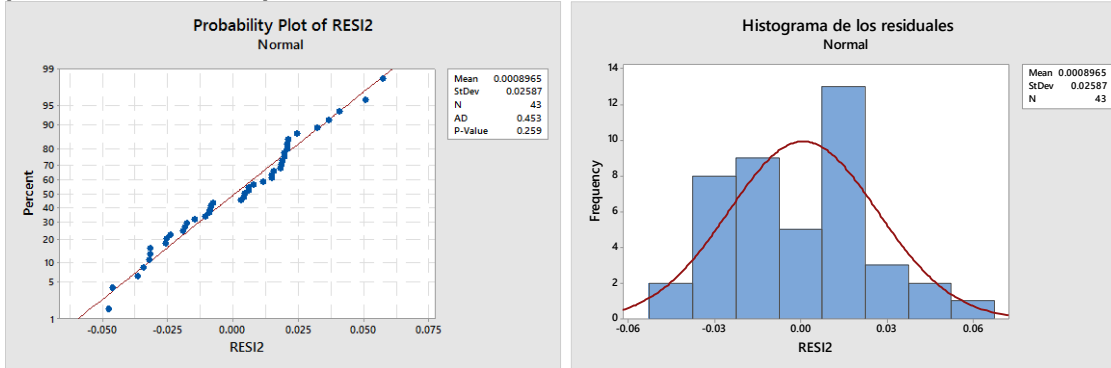 Probability Plot of RESI2
Normal
99
95
90
80
70
60
50
40
30
20
10
5
1
Percent
-0.050 -0.025 0.000 0.025 0.050 0.075
RESI2
Mean 0.0008965
StDev 0.02587
N 43
AD 0.453
P-Value 0.259
Histograma de los residuales
Normal
14
12
10
8
6
4
2
0
Frequency
-0.06 -0.03 0.00 0.03 0.06
RESI2
Mean 0.0008965
StDev 0.02587
N 43